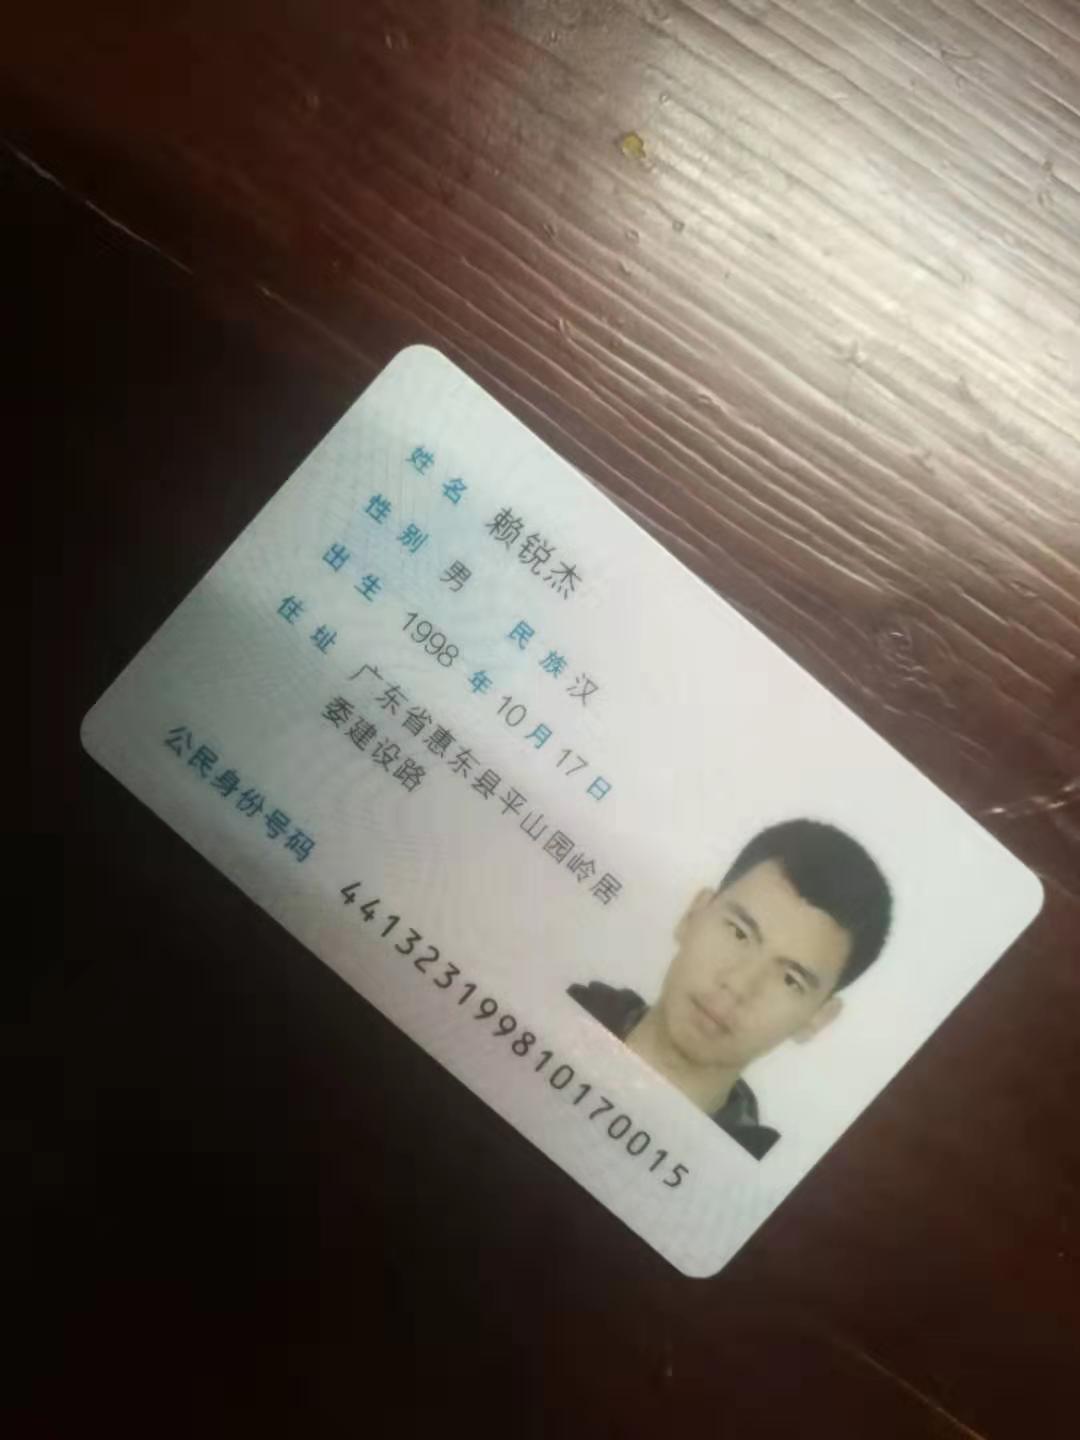 姓名 赖锐杰
性别 男 民族 汉
出生 1998 年 10 月 17 日
住址 广东省惠东县平山园岭居
委建设路
公民身份号码 441323199810170015